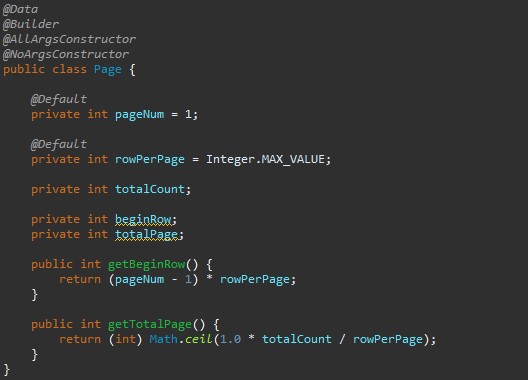 @Data
@Builder
@AllArgsConstructor
@NoArgsConstructor
public class Page {
    @Default
    private int pageNum = 1;
    @Default
    private int rowPerPage = Integer.MAX_VALUE;
    private int totalCount;
    private int beginRow;
    private int totalPage;
    public int getBeginRow() {
        return (pageNum - 1) * rowPerPage;
    }
    public int getTotalPage() {
        return (int) Math.ceil(1.0 * totalCount / rowPerPage);
    }
}